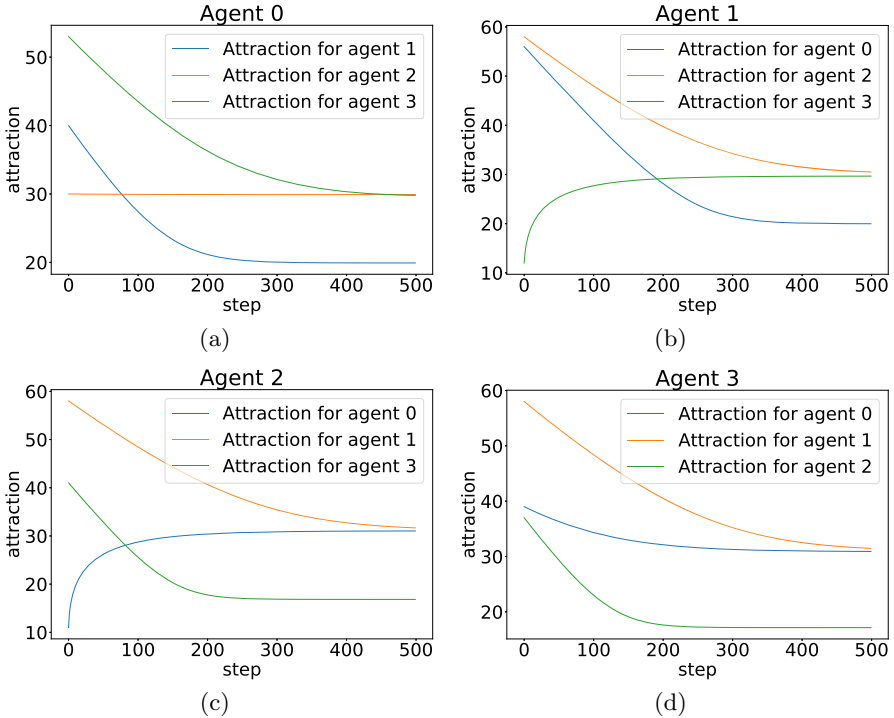 Agent 0
Agent 1
50
40
30
20
attraction
Attraction for agent 1
Attraction for agent 2
Attraction for agent 3
0 100 200 300 400 500
step
(a)
60
50
40
30
20
10
attraction
Attraction for agent 0
Attraction for agent 2
Attraction for agent 3
0 100 200 300 400 500
step
(b)
Agent 2
Agent 3
60
50
40
30
20
10
attraction
Attraction for agent 0
Attraction for agent 1
Attraction for agent 3
0 100 200 300 400 500
step
(c)
60
50
40
30
20
attraction
Attraction for agent 0
Attraction for agent 1
Attraction for agent 2
0 100 200 300 400 500
step
(d)